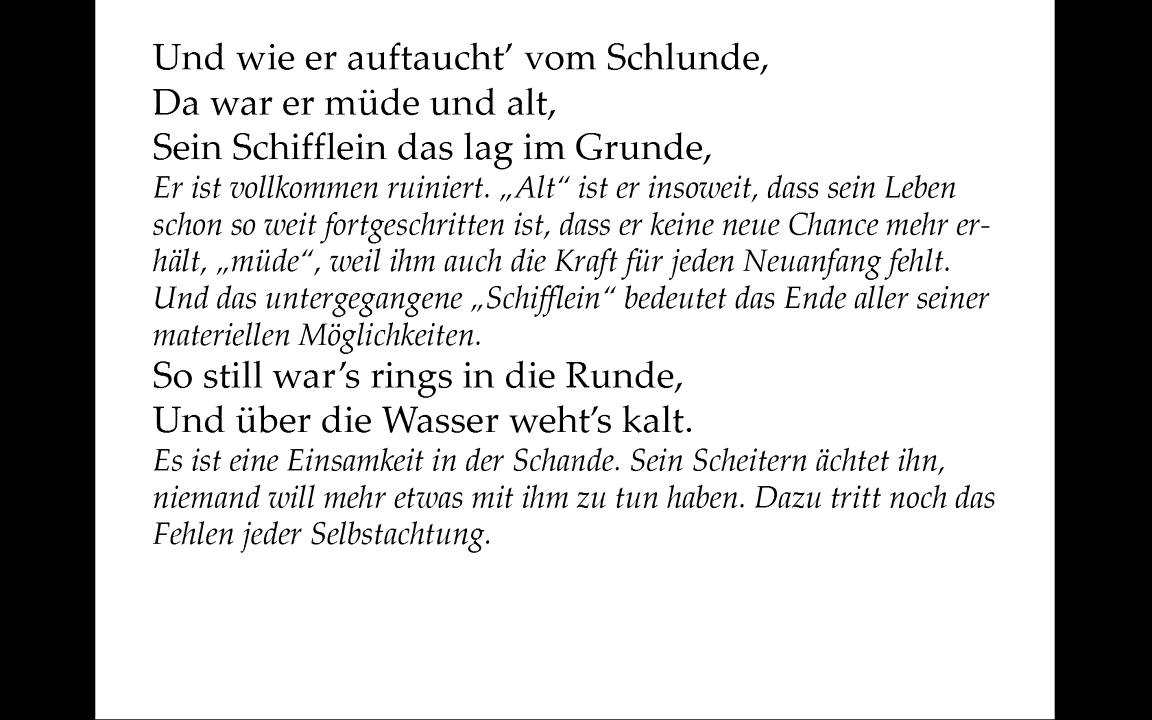 Und wie er auftaucht’ vom Schlunde,
Da war er müde und alt,
Sein Schifflein das lag im Grunde,
Er ist vollkommen ruiniert. „Alt“ ist er insoweit, dass sein Leben
schon so weit fortgeschritten ist, dass er keine neue Chance mehr er-
hält, „müde“, weil ihm auch die Kraft für jeden Neuanfang fehlt.
Und das untergegangene „Schifflein“ bedeutet das Ende aller seiner
materiellen Möglichkeiten.
So still war’s rings in die Runde,
Und über die Wasser weht’s kalt.
Es ist eine Einsamkeit in der Schande. Sein Scheitern ächtet ihn,
niemand will mehr etwas mit ihm zu tun haben. Dazu tritt noch das
Fehlen jeder Selbstachtung.